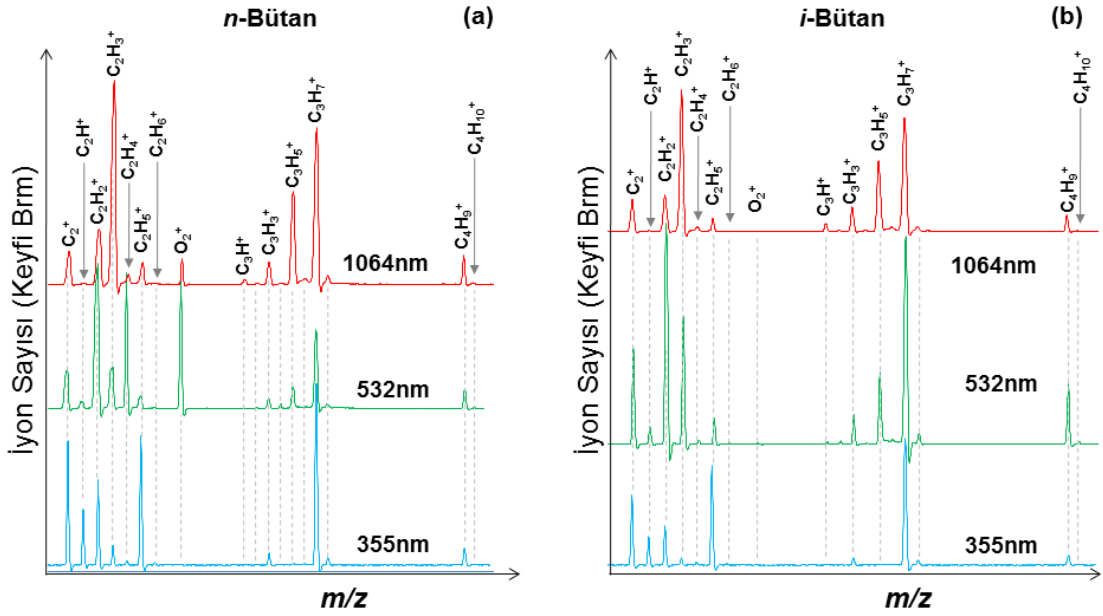 n-Bütan
(a)
İyon Sayısı (Keyfi Brm)
C₂⁺
C₂H⁺
C₂H₂⁺
C₂H₃⁺
C₂H₄⁺
C₂H₅⁺
C₂H₆⁺
O₂⁺
C₃H⁺
C₃H₃⁺
C₃H₅⁺
C₃H₇⁺
C₄H₉⁺
C₄H₁₀⁺
1064nm
532nm
355nm
m/z
i-Bütan
(b)
İyon Sayısı (Keyfi Brm)
C₂⁺
C₂H⁺
C₂H₂⁺
C₂H₃⁺
C₂H₄⁺
C₂H₅⁺
C₂H₆⁺
O₂⁺
C₃H⁺
C₃H₃⁺
C₃H₅⁺
C₃H₇⁺
C₄H₉⁺
C₄H₁₀⁺
1064nm
532nm
355nm
m/z